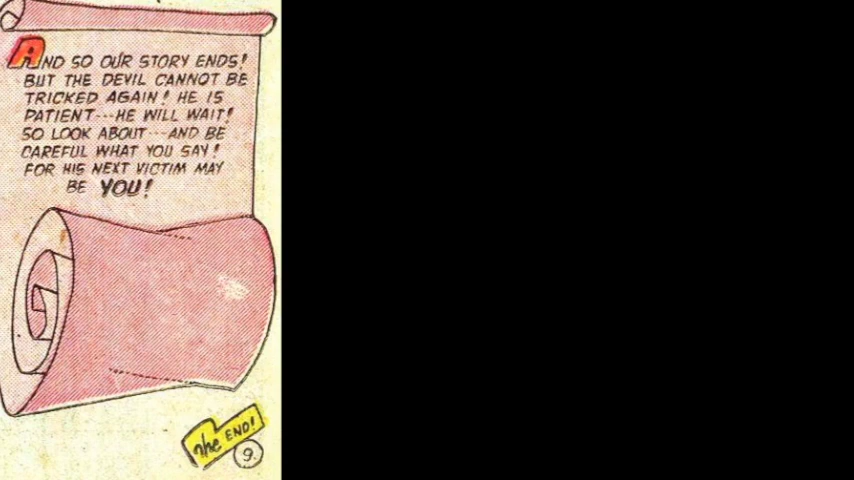 AND SO OUR STORY ENDS!
BUT THE DEVIL CANNOT BE
TRICKED AGAIN! HE IS
PATIENT---HE WILL WAIT!
SO LOOK ABOUT---AND BE
CAREFUL WHAT YOU SAY!
FOR HIS NEXT VICTIM MAY
BE YOU!
The END!
9.